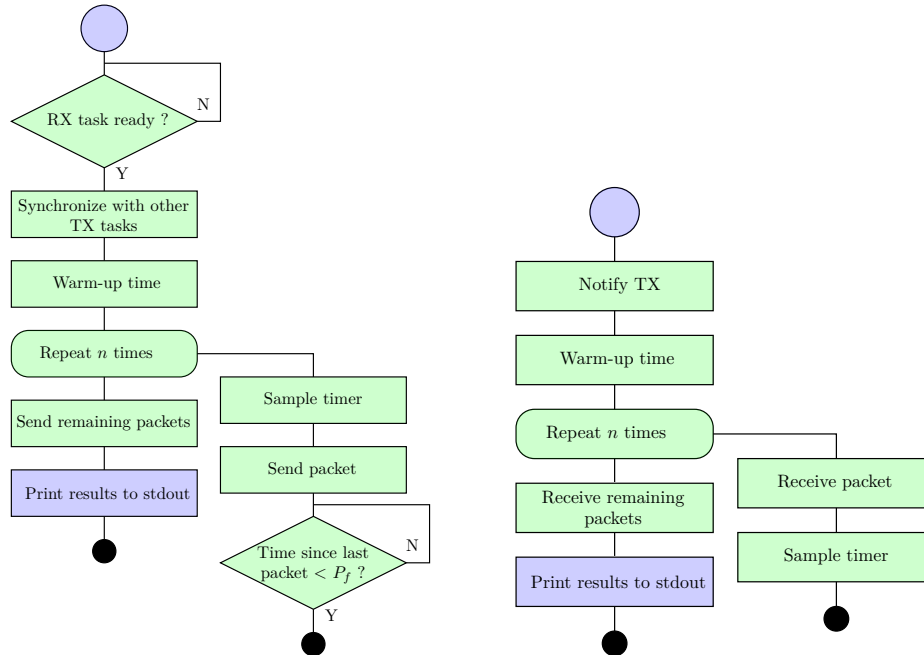 RX task ready ?
N
Y
Synchronize with other
TX tasks
Warm-up time
Repeat n times
Send remaining packets
Print results to stdout
Sample timer
Send packet
Time since last
packet < P_f ?
N
Y
Notify TX
Warm-up time
Repeat n times
Receive remaining
packets
Print results to stdout
Receive packet
Sample timer